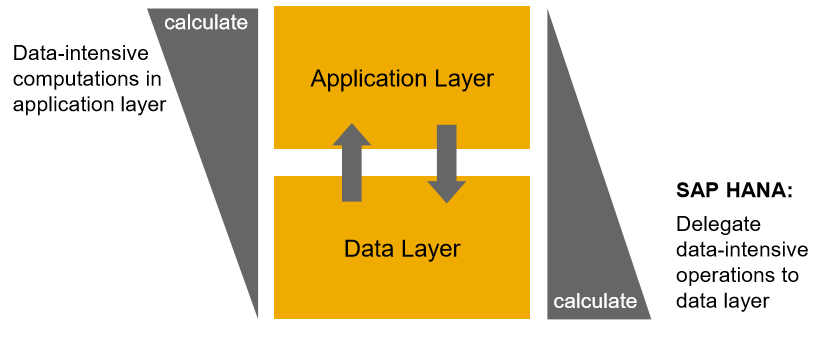 calculate
Data-intensive
computations in
application layer
Application Layer
Data Layer
SAP HANA:
Delegate
data-intensive
operations to
data layer
calculate